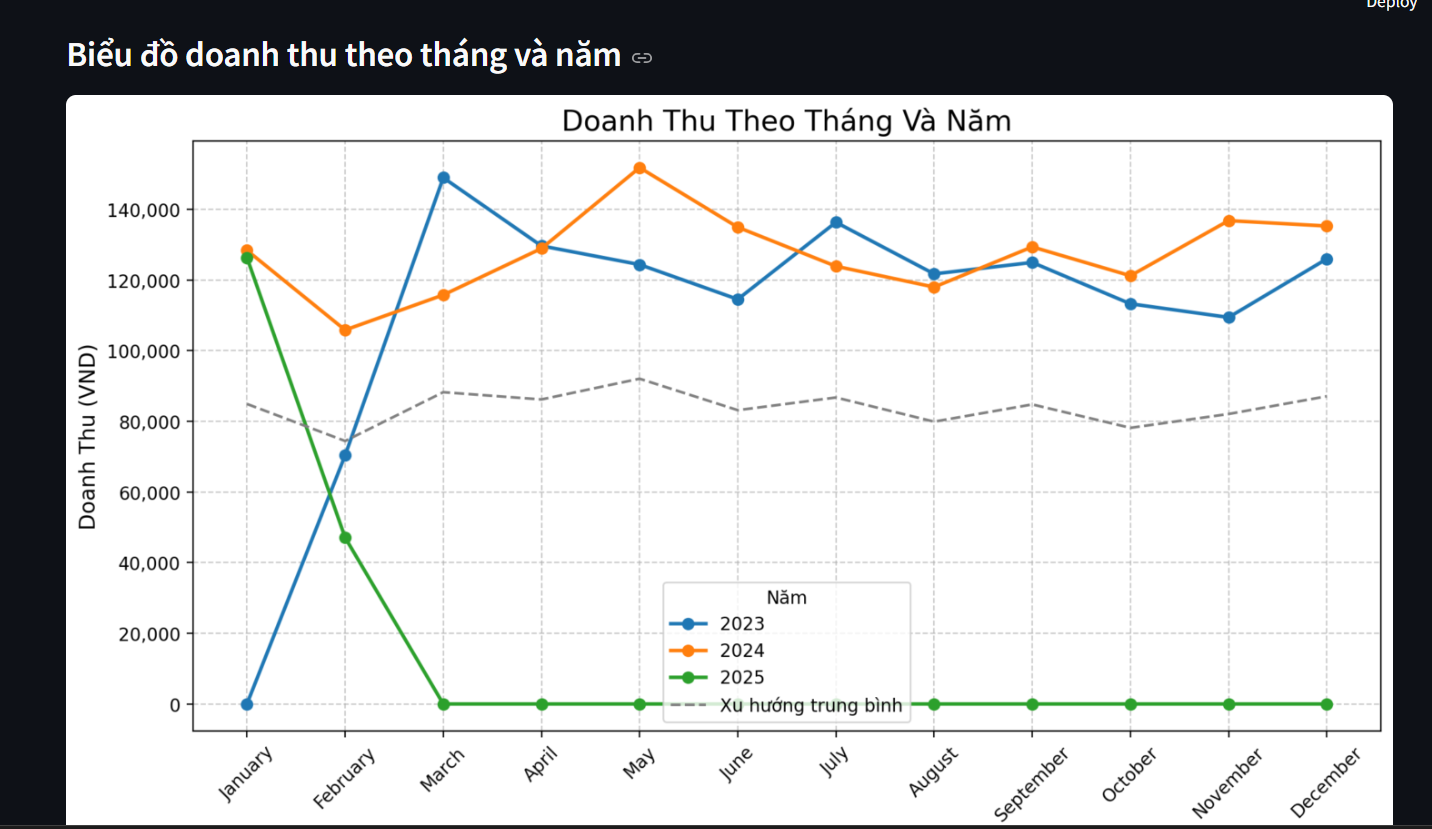 Deploy
Biểu đồ doanh thu theo tháng và năm
Doanh Thu Theo Tháng Và Năm
Doanh Thu (VND)
140,000
120,000
100,000
80,000
60,000
40,000
20,000
0
Năm
2023
2024
2025
Xu hướng trung bình
January
February
March
April
May
June
July
August
September
October
November
December